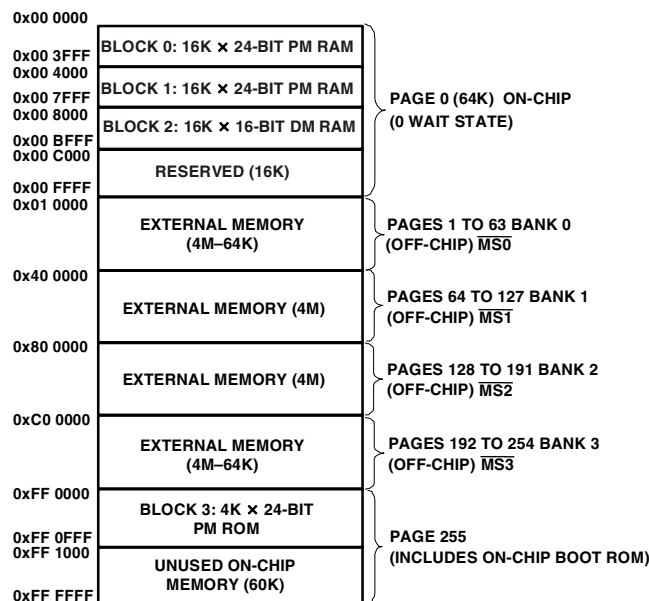 0x00 0000
BLOCK 0: 16K × 24-BIT PM RAM
0x00 3FFF
0x00 4000
BLOCK 1: 16K × 24-BIT PM RAM
0x00 7FFF
0x00 8000
BLOCK 2: 16K × 16-BIT DM RAM
0x00 BFFF
0x00 C000
RESERVED (16K)
0x00 FFFF
PAGE 0 (64K) ON-CHIP
(0 WAIT STATE)
0x01 0000
EXTERNAL MEMORY
(4M–64K)
PAGES 1 TO 63 BANK 0
(OFF-CHIP) MS0
0x40 0000
EXTERNAL MEMORY (4M)
PAGES 64 TO 127 BANK 1
(OFF-CHIP) MS1
0x80 0000
EXTERNAL MEMORY (4M)
PAGES 128 TO 191 BANK 2
(OFF-CHIP) MS2
0xC0 0000
EXTERNAL MEMORY
(4M–64K)
PAGES 192 TO 254 BANK 3
(OFF-CHIP) MS3
0xFF 0000
BLOCK 3: 4K × 24-BIT
PM ROM
0xFF 0FFF
0xFF 1000
UNUSED ON-CHIP
MEMORY (60K)
0xFF FFFF
PAGE 255
(INCLUDES ON-CHIP BOOT ROM)